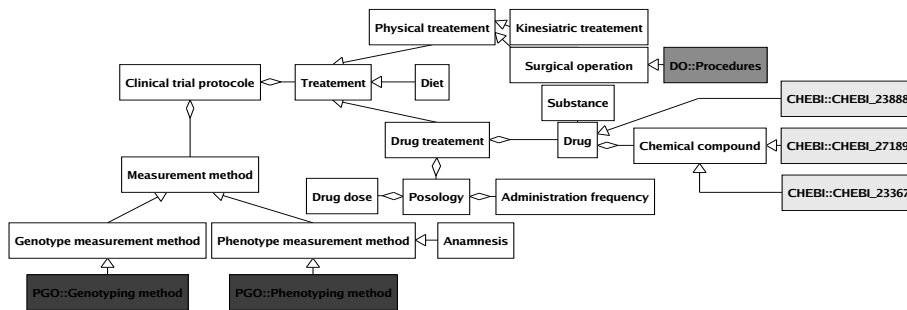 Physical treatement
Kinesiatric treatement
Surgical operation
DO::Procedures
Clinical trial protocole
Treatement
Diet
Substance
CHEBI::CHEBI_23888
Drug treatement
Drug
Chemical compound
CHEBI::CHEBI_27189
Measurement method
Drug dose
Posology
Administration frequency
CHEBI::CHEBI_23367
Genotype measurement method
Phenotype measurement method
Anamnesis
PGO::Genotyping method
PGO::Phenotyping method